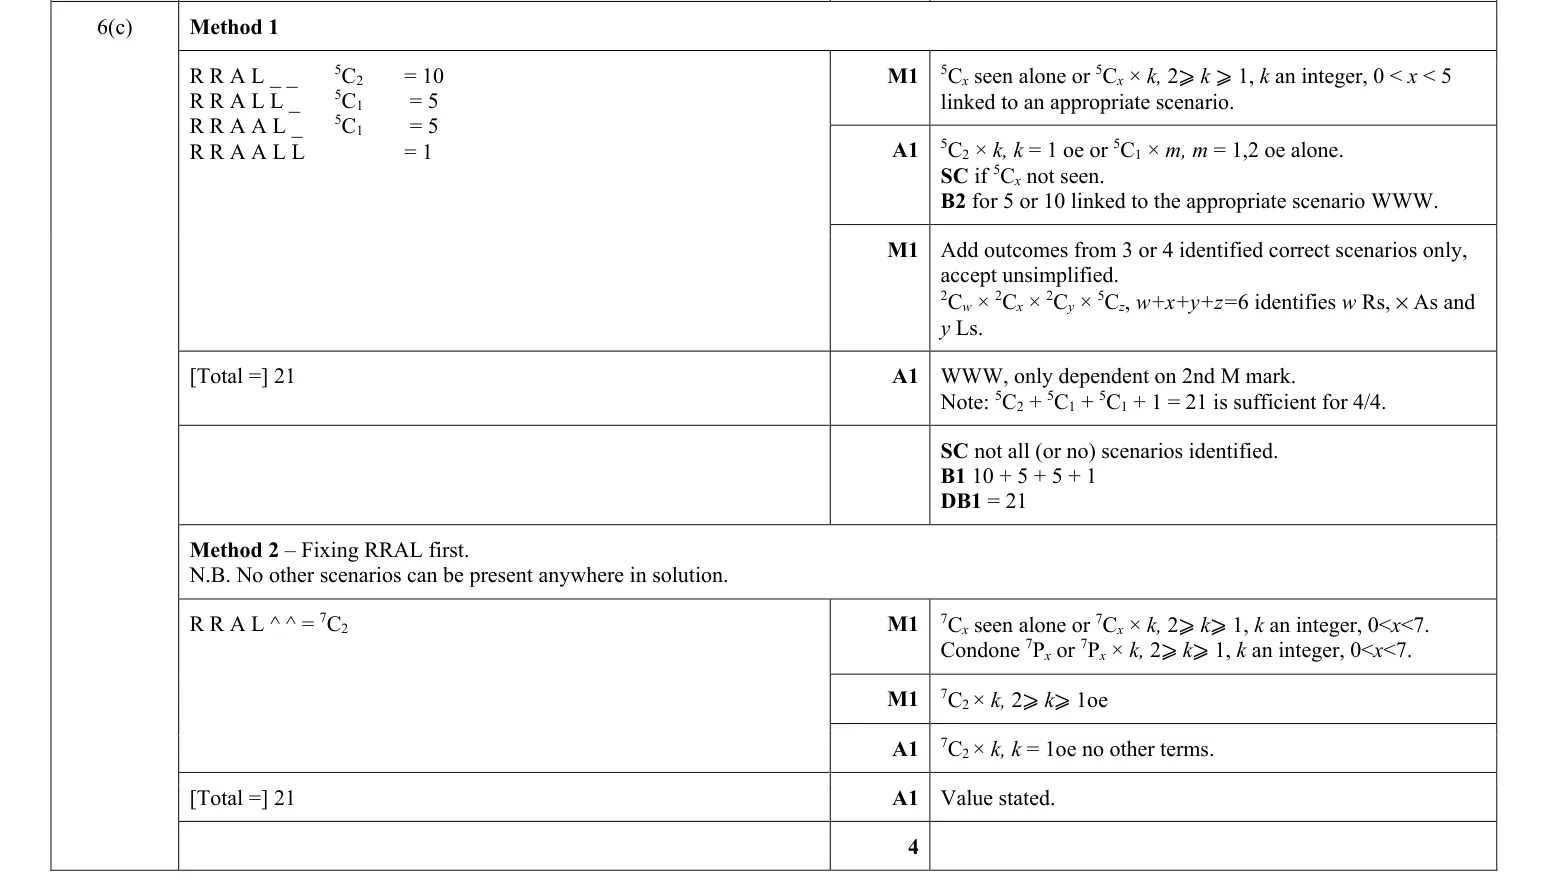 6(c)
Method 1
R R A L _ _ ⁵C₂ = 10
R R A L L _ ⁵C₁ = 5
R R A A L _ ⁵C₁ = 5
R R A A L L = 1
M1
⁵Cₓ seen alone or ⁵Cₓ × k, 2⩾ k ⩾ 1, k an integer, 0 < x < 5
linked to an appropriate scenario.
A1
⁵C₂ × k, k = 1 oe or ⁵C₁ × m, m = 1,2 oe alone.
SC if ⁵Cₓ not seen.
B2 for 5 or 10 linked to the appropriate scenario WWW.
M1
Add outcomes from 3 or 4 identified correct scenarios only,
accept unsimplified.
²C_w × ²Cₓ × ²C_y × ⁵C_z, w+x+y+z=6 identifies w Rs, × As and
y Ls.
[Total =] 21
A1
WWW, only dependent on 2nd M mark.
Note: ⁵C₂ + ⁵C₁ + ⁵C₁ + 1 = 21 is sufficient for 4/4.
SC not all (or no) scenarios identified.
B1 10 + 5 + 5 + 1
DB1 = 21
Method 2 – Fixing RRAL first.
N.B. No other scenarios can be present anywhere in solution.
R R A L ^ ^ = ⁷C₂
M1
⁷Cₓ seen alone or ⁷Cₓ × k, 2⩾ k⩾ 1, k an integer, 0<x<7.
Condone ⁷Pₓ or ⁷Pₓ × k, 2⩾ k⩾ 1, k an integer, 0<x<7.
M1
⁷C₂ × k, 2⩾ k⩾ 1oe
A1
⁷C₂ × k, k = 1oe no other terms.
[Total =] 21
A1
Value stated.
4